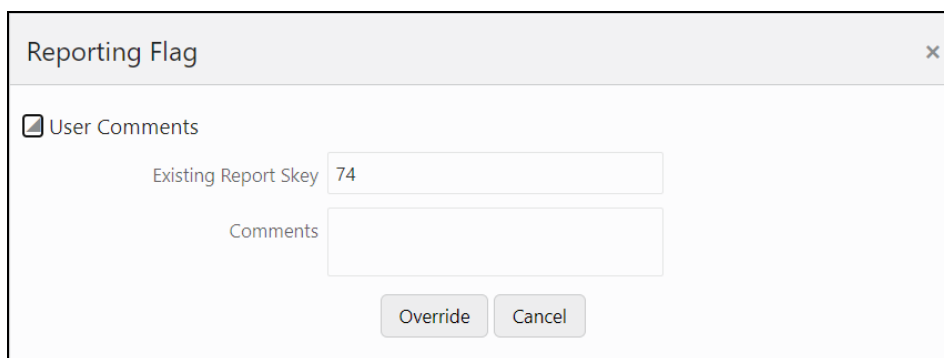 Reporting Flag ×
User Comments
Existing Report Skey 74
Comments
Override Cancel